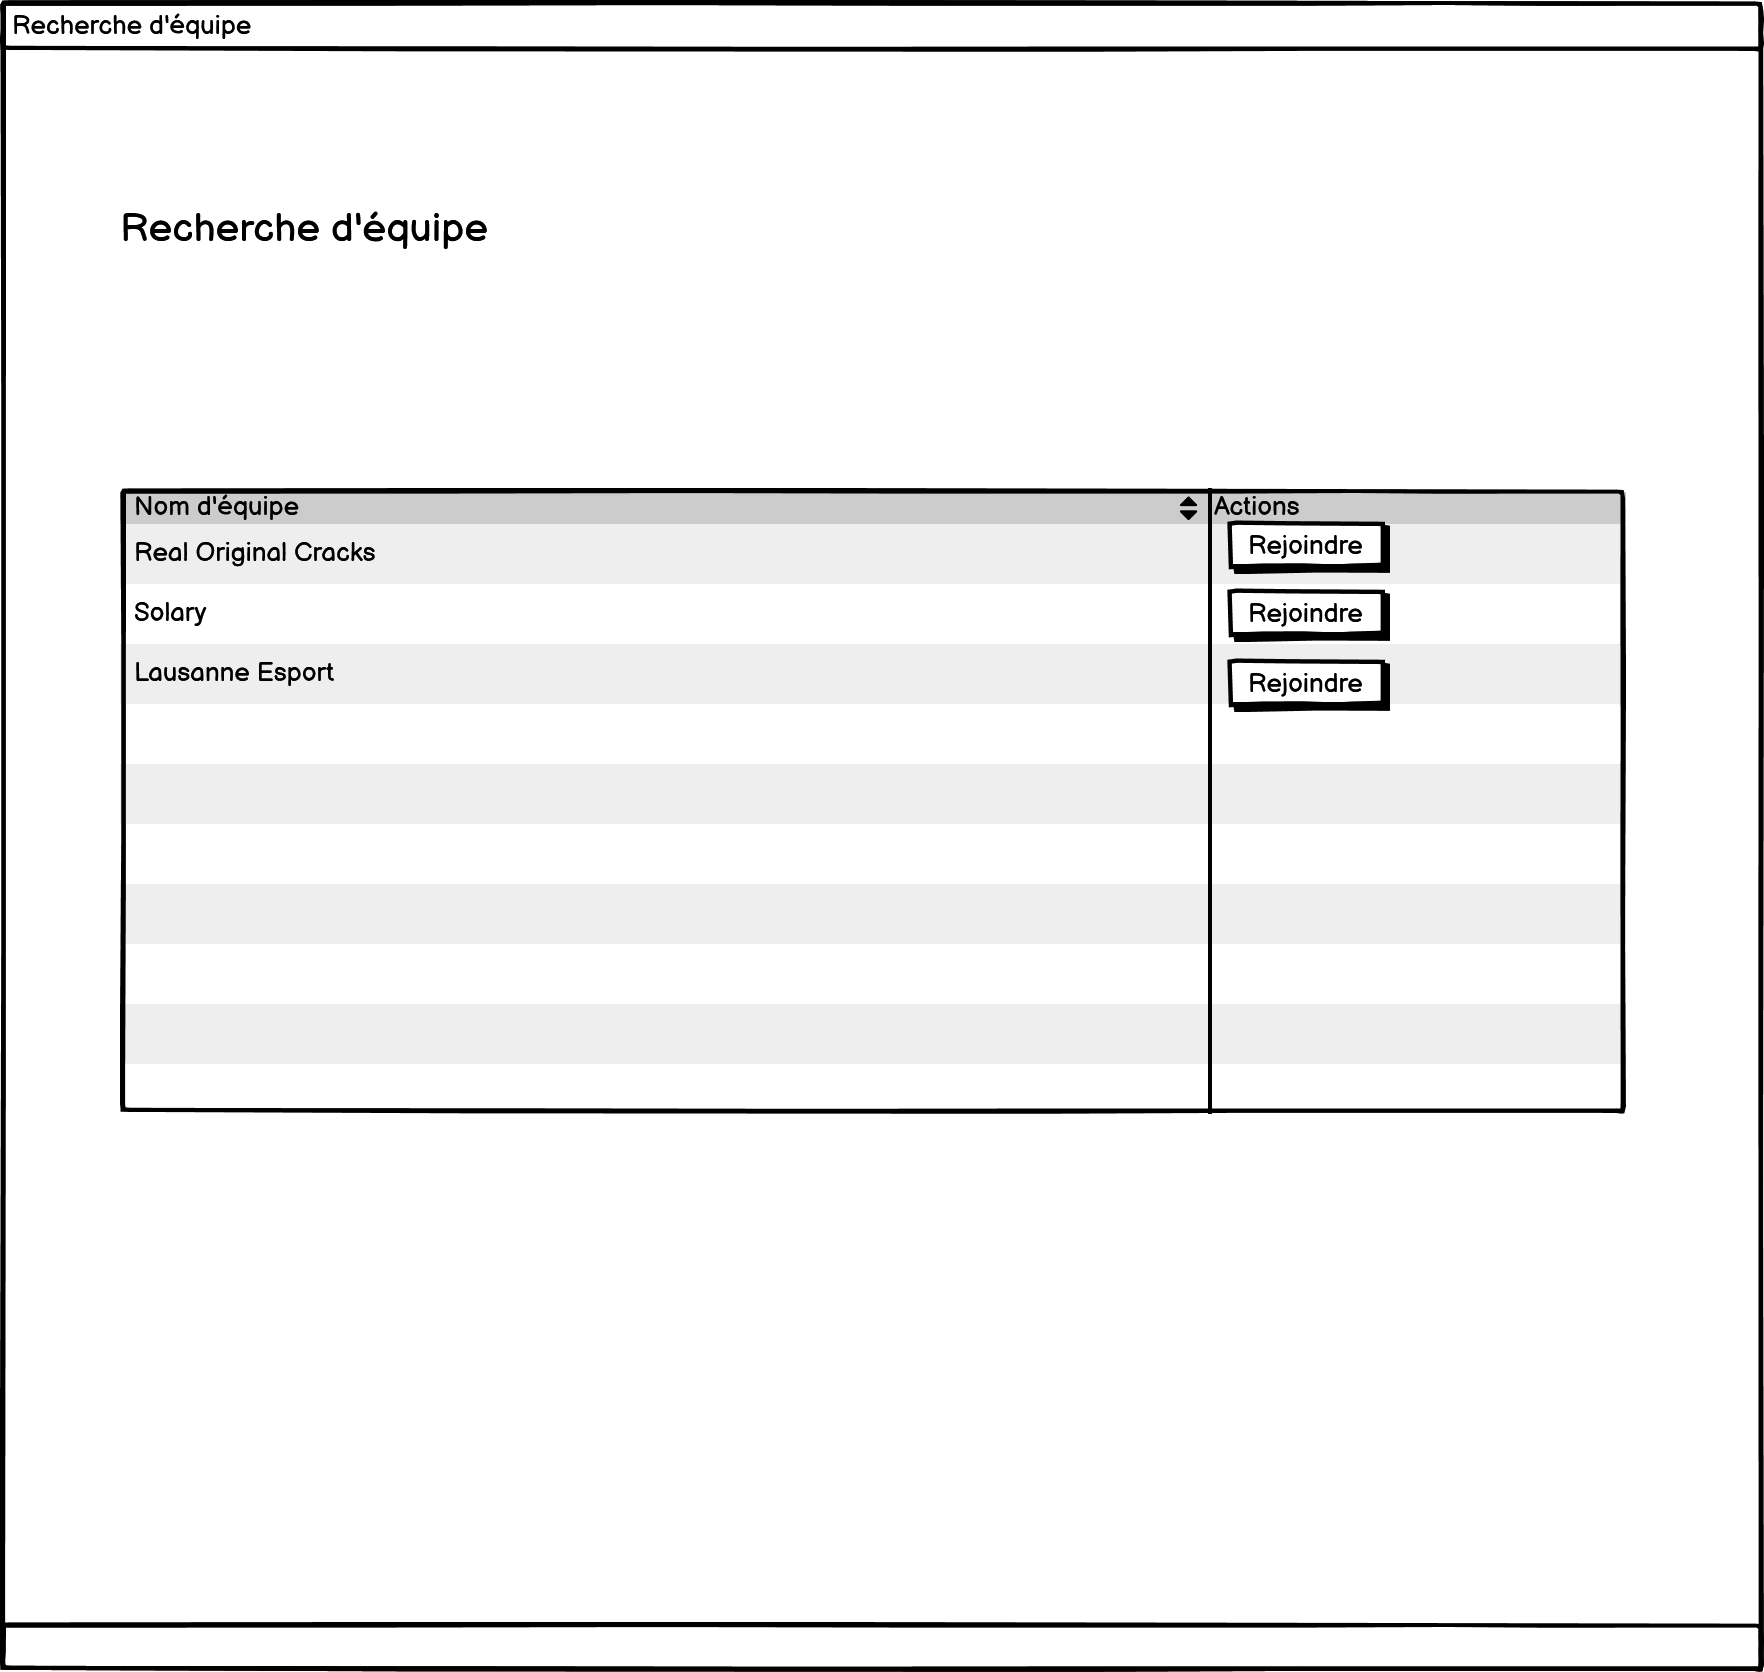 Recherche d'équipe
Recherche d'équipe
Nom d'équipe Actions
Real Original Cracks Rejoindre
Solary Rejoindre
Lausanne Esport Rejoindre